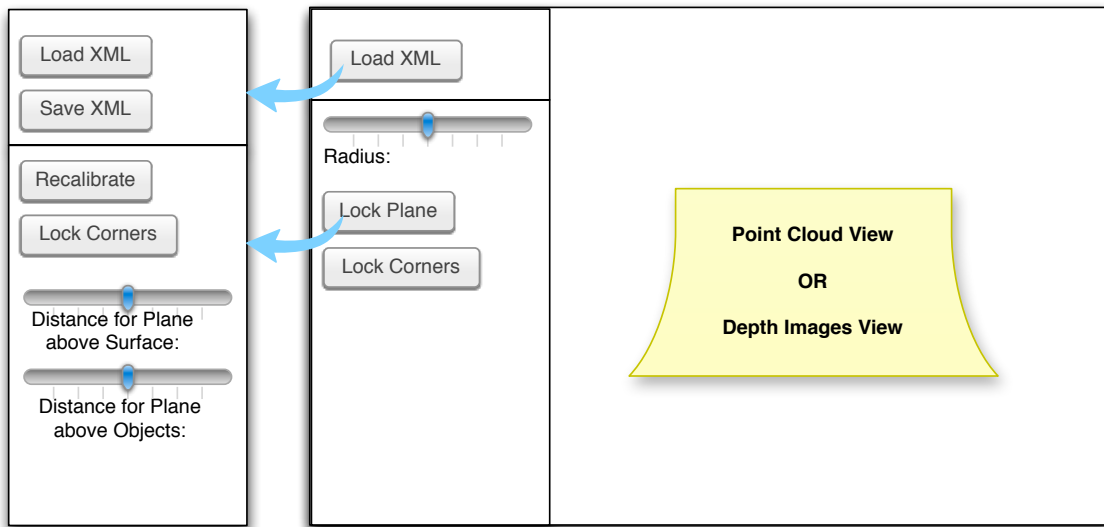 Load XML
Save XML
Recalibrate
Lock Corners
Distance for Plane
above Surface:
Distance for Plane
above Objects:
Load XML
Radius:
Lock Plane
Lock Corners
Point Cloud View
OR
Depth Images View